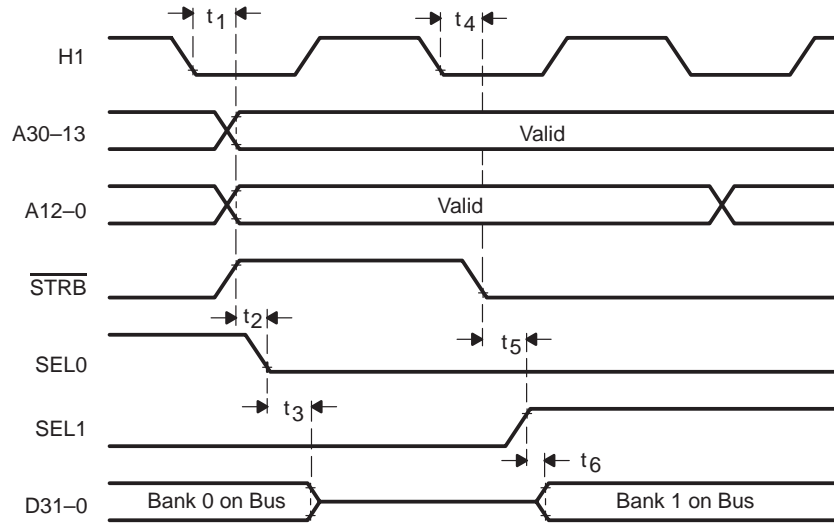 t1
t4
H1
A30–13
Valid
A12–0
Valid
STRB
t2
t5
SEL0
t3
SEL1
t6
D31–0
Bank 0 on Bus
Bank 1 on Bus